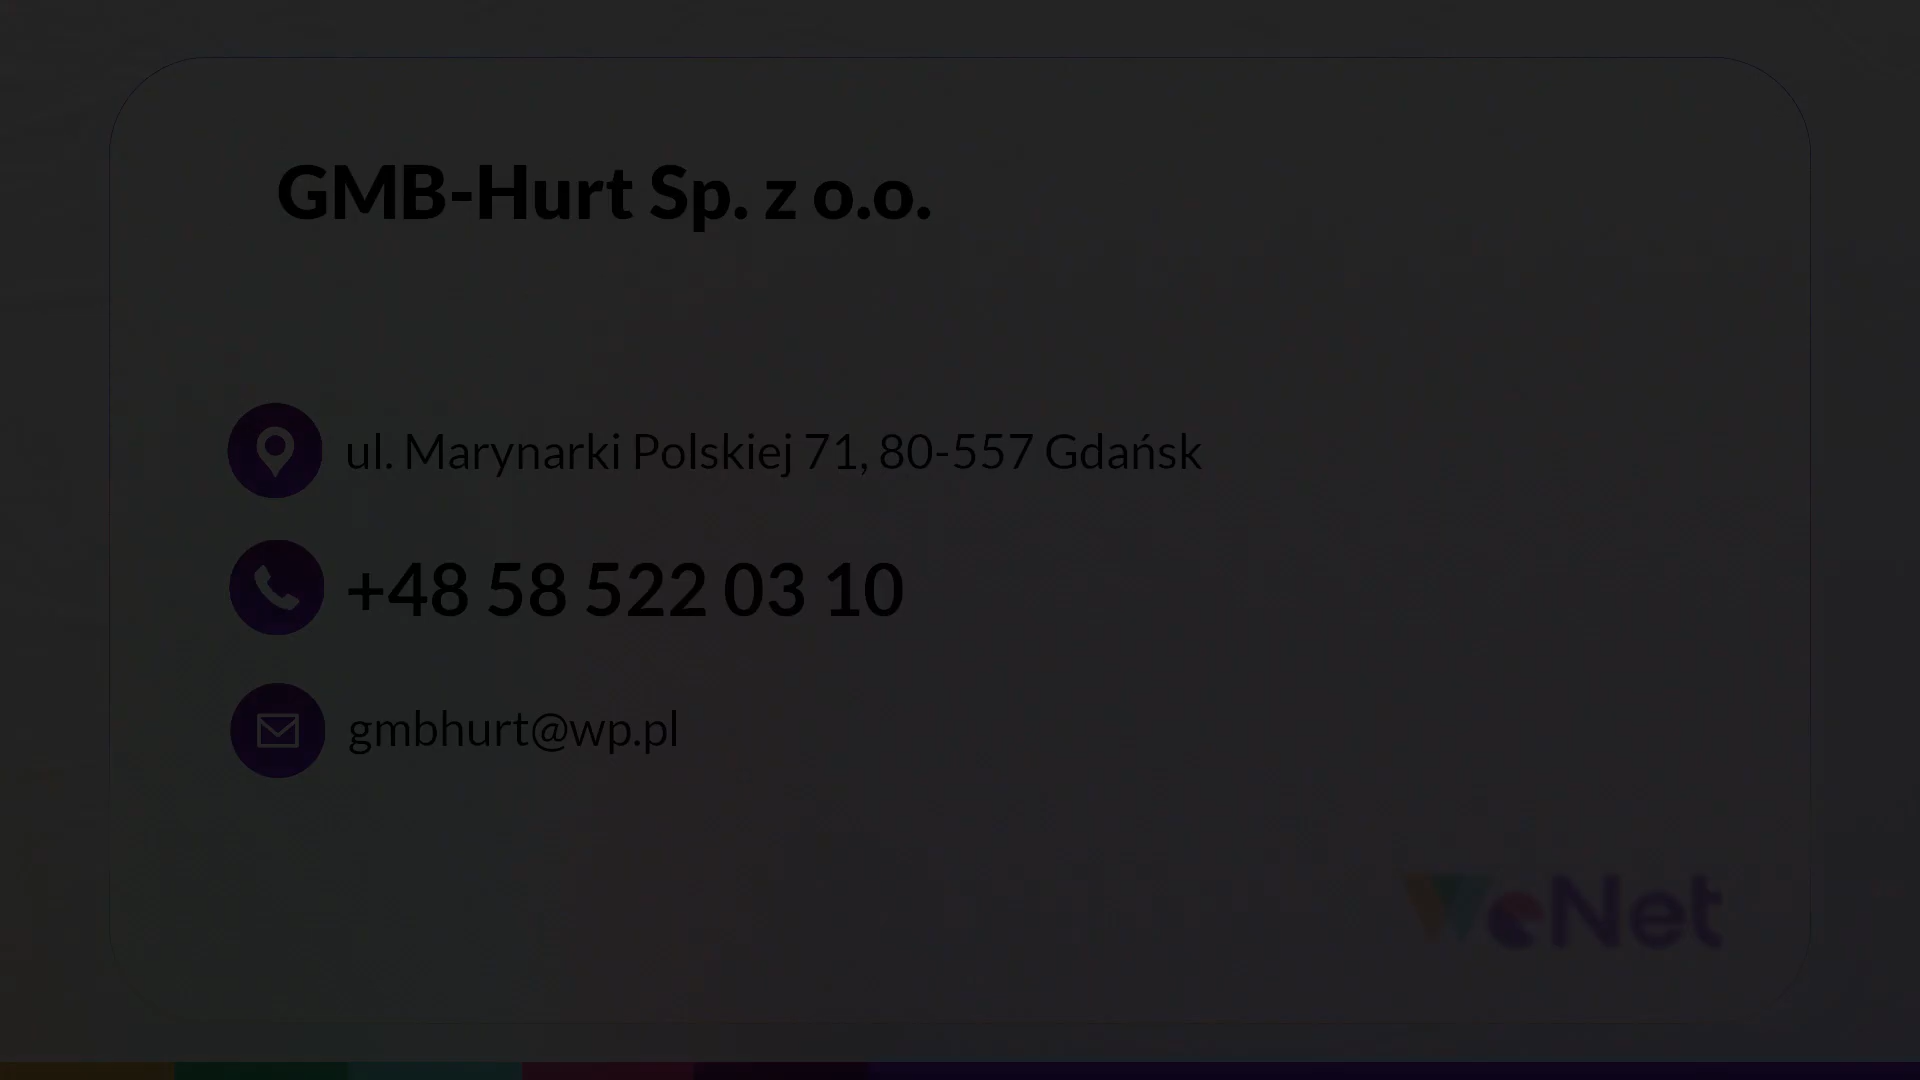 GMB-Hurt Sp. z o.o.
ul. Marynarki Polskiej 71, 80-557 Gdańsk
+48 58 522 03 10
gmbhurt@wp.pl
WeNet